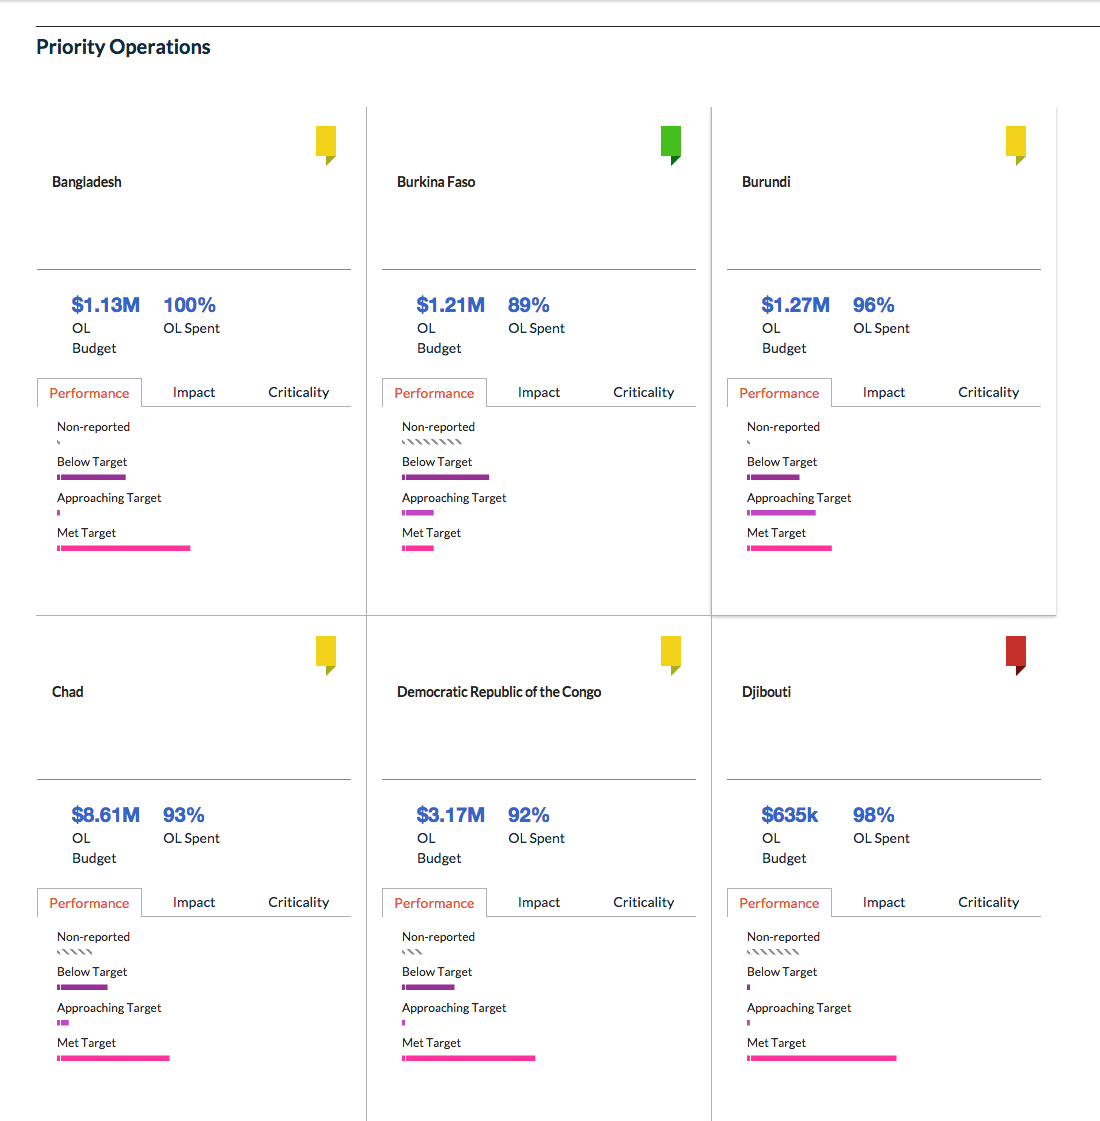 Priority Operations
Bangladesh
$1.13M 100%
OL OL Spent
Budget
Performance Impact Criticality
Non-reported
Below Target
Approaching Target
Met Target
Burkina Faso
$1.21M 89%
OL OL Spent
Budget
Performance Impact Criticality
Non-reported
Below Target
Approaching Target
Met Target
Burundi
$1.27M 96%
OL OL Spent
Budget
Performance Impact Criticality
Non-reported
Below Target
Approaching Target
Met Target
Chad
$8.61M 93%
OL OL Spent
Budget
Performance Impact Criticality
Non-reported
Below Target
Approaching Target
Met Target
Democratic Republic of the Congo
$3.17M 92%
OL OL Spent
Budget
Performance Impact Criticality
Non-reported
Below Target
Approaching Target
Met Target
Djibouti
$635k 98%
OL OL Spent
Budget
Performance Impact Criticality
Non-reported
Below Target
Approaching Target
Met Target